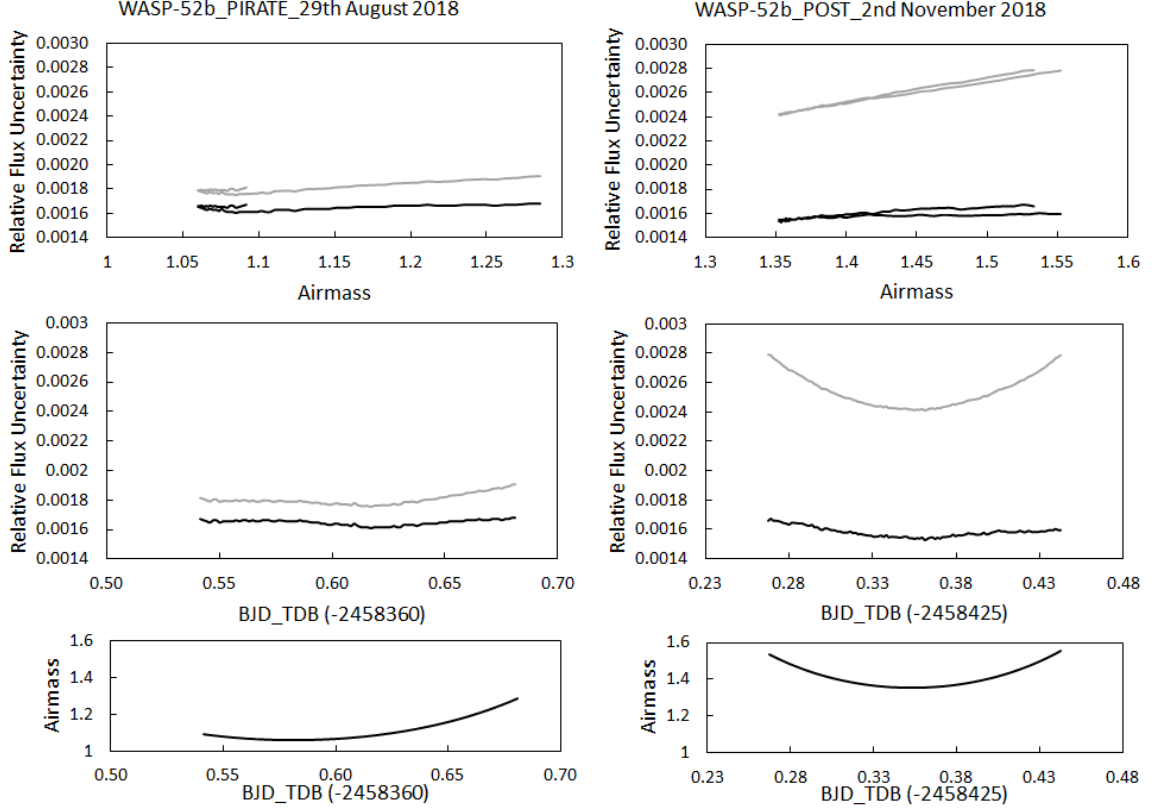 WASP-52b_PIRATE_29th August 2018
WASP-52b_POST_2nd November 2018
Relative Flux Uncertainty
0.0030
0.0028
0.0026
0.0024
0.0022
0.0020
0.0018
0.0016
0.0014
1 1.05 1.1 1.15 1.2 1.25 1.3
Airmass
Relative Flux Uncertainty
0.0030
0.0028
0.0026
0.0024
0.0022
0.0020
0.0018
0.0016
0.0014
1.3 1.35 1.4 1.45 1.5 1.55 1.6
Airmass
Relative Flux Uncertainty
0.003
0.0028
0.0026
0.0024
0.0022
0.002
0.0018
0.0016
0.0014
0.50 0.55 0.60 0.65 0.70
BJD_TDB (-2458360)
Relative Flux Uncertainty
0.003
0.0028
0.0026
0.0024
0.0022
0.002
0.0018
0.0016
0.0014
0.23 0.28 0.33 0.38 0.43 0.48
BJD_TDB (-2458425)
Airmass
1.6
1.4
1.2
1
0.50 0.55 0.60 0.65 0.70
BJD_TDB (-2458360)
Airmass
1.6
1.4
1.2
1
0.23 0.28 0.33 0.38 0.43 0.48
BJD_TDB (-2458425)